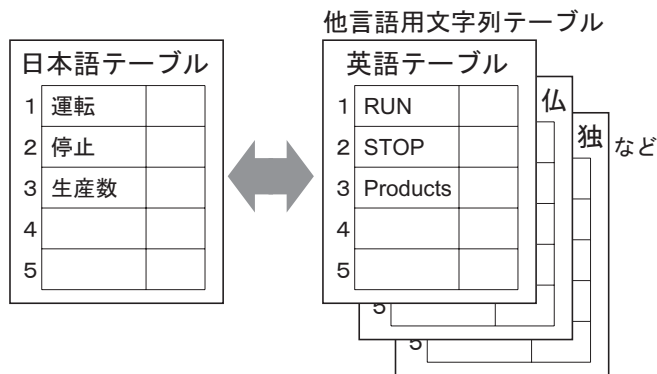 他言語用文字列テーブル
日本語テーブル
1 運転
2 停止
3 生産数
4
5
英語テーブル
1 RUN
2 STOP
3 Products
4
5
仏
5
独
5
など